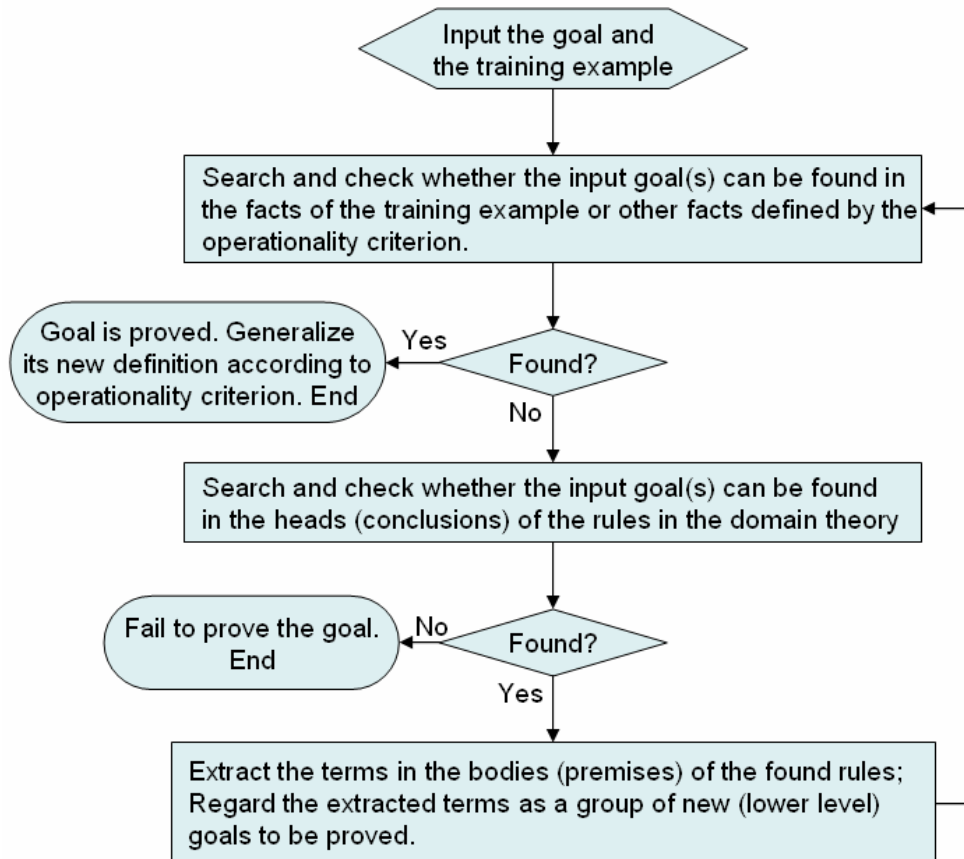 Input the goal and
the training example
Search and check whether the input goal(s) can be found in
the facts of the training example or other facts defined by the
operationality criterion.
Goal is proved. Generalize
its new definition according to
operationality criterion. End
Yes
Found?
No
Search and check whether the input goal(s) can be found
in the heads (conclusions) of the rules in the domain theory
Fail to prove the goal.
End
No
Found?
Yes
Extract the terms in the bodies (premises) of the found rules;
Regard the extracted terms as a group of new (lower level)
goals to be proved.